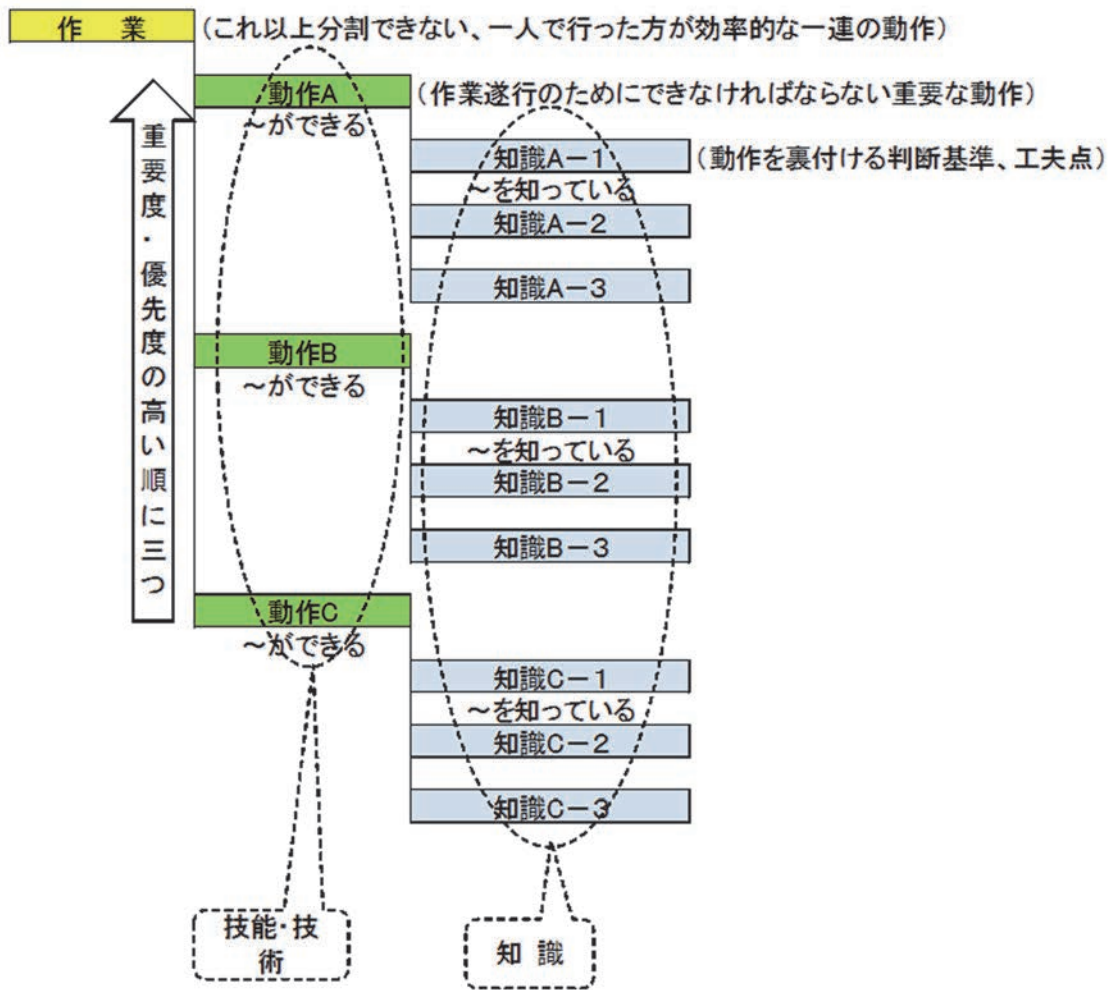 作　業 (これ以上分割できない、一人で行った方が効率的な一連の動作)
動作A (作業遂行のためにできなければならない重要な動作)
～ができる
知識A－1 (動作を裏付ける判断基準、工夫点)
～を知っている
知識A－2
知識A－3
動作B
～ができる
知識B－1
～を知っている
知識B－2
知識B－3
動作C
～ができる
知識C－1
～を知っている
知識C－2
知識C－3
重要度・優先度の高い順に三つ
技能・技
術
知 識